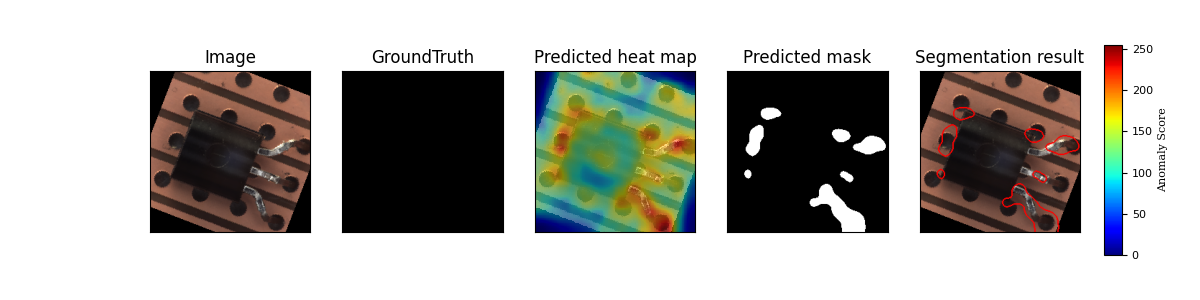 Image
GroundTruth
Predicted heat map
Predicted mask
Segmentation result
250
200
150
100
50
0
Anomaly Score